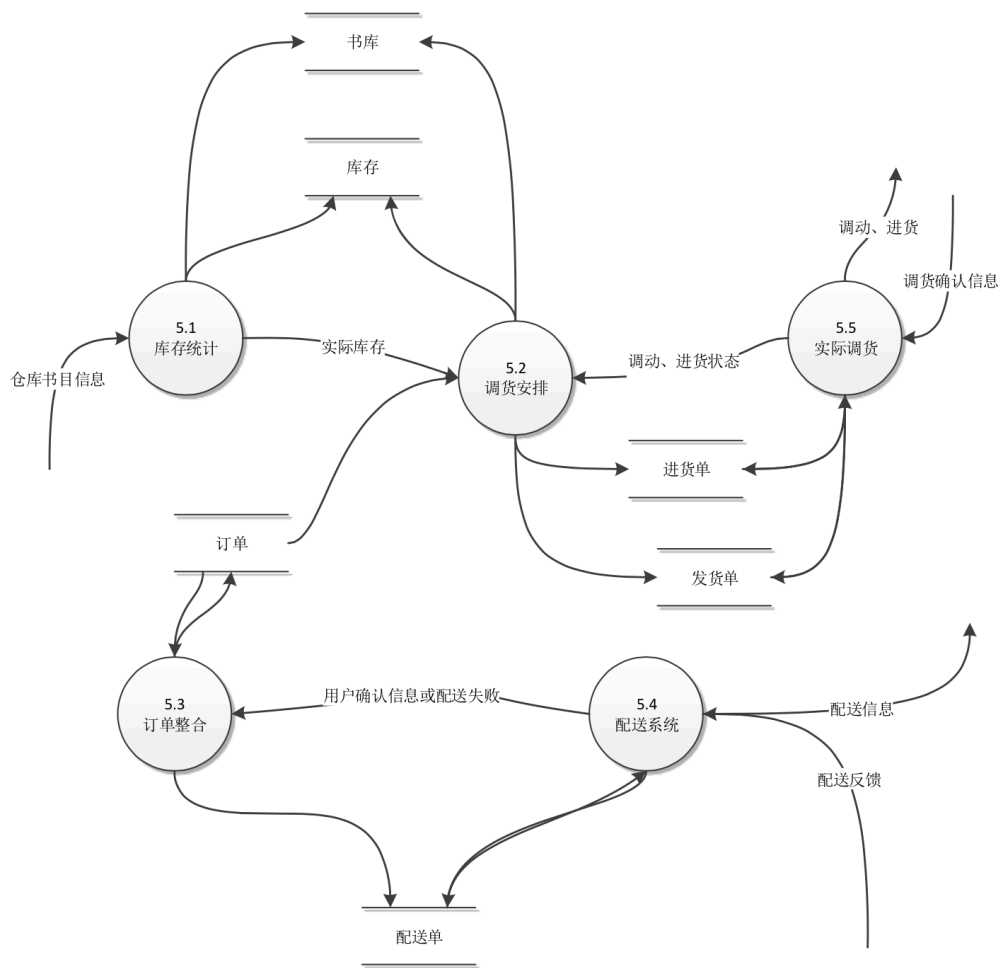 书库
库存
调动、进货
调货确认信息
5.1
库存统计
5.5
实际调货
实际库存
调动、进货状态
5.2
调货安排
仓库书目信息
进货单
订单
发货单
5.3
订单整合
用户确认信息或配送失败
5.4
配送系统
配送信息
配送反馈
配送单